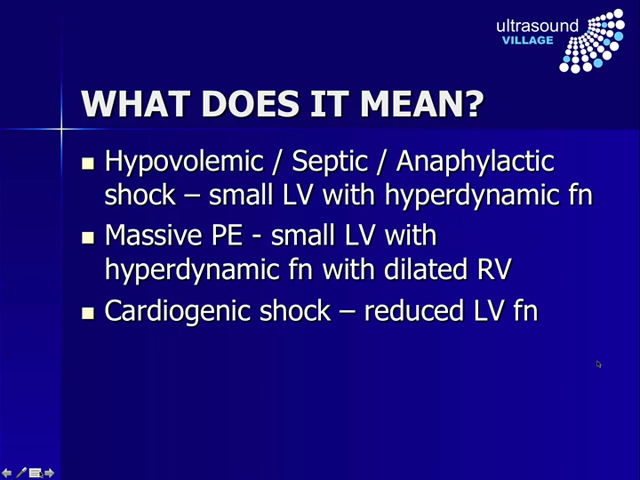 ultrasound
VILLAGE
WHAT DOES IT MEAN?
Hypovolemic / Septic / Anaphylactic
shock – small LV with hyperdynamic fn
Massive PE - small LV with
hyperdynamic fn with dilated RV
Cardiogenic shock – reduced LV fn